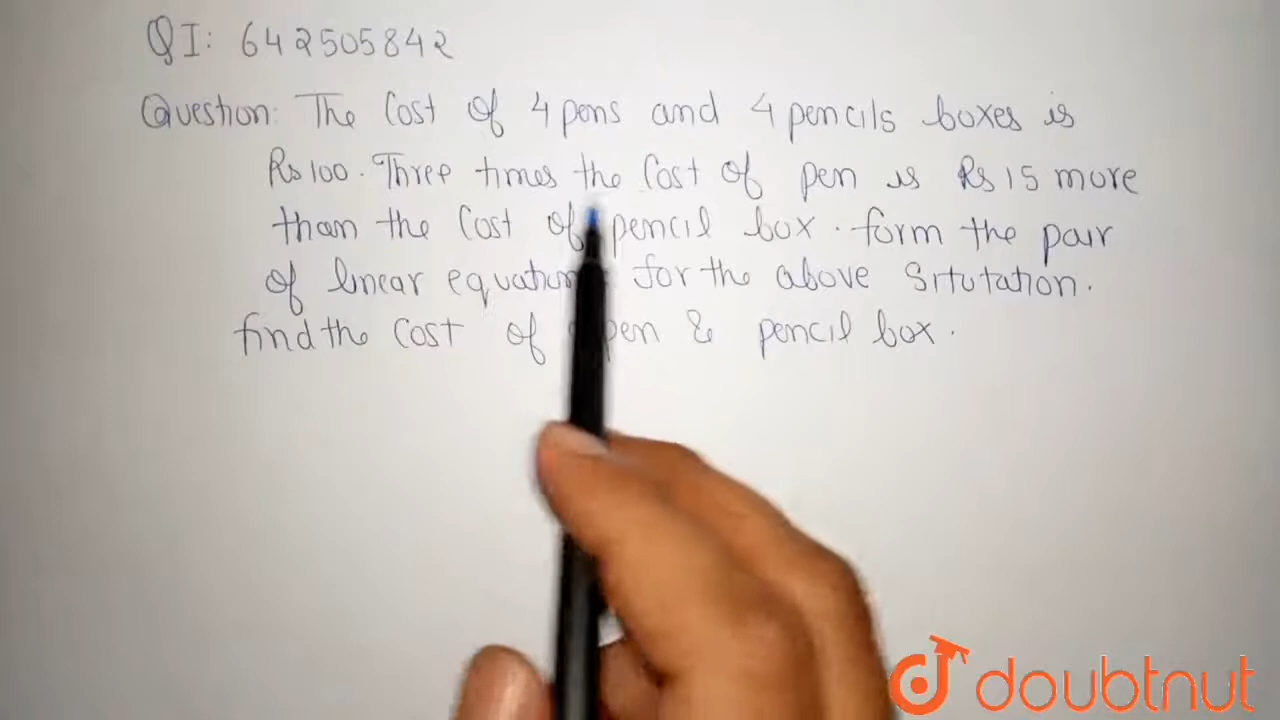 QI: 642505842
Question: The Cost of 4 pens and 4 pencils boxes is
Rs 100. Three times the Cost of pen is Rs 15 more
than the Cost of pencil box. form the pair
of linear equation for the above Situtation.
find the Cost of pen & pencil box.
doubtnut